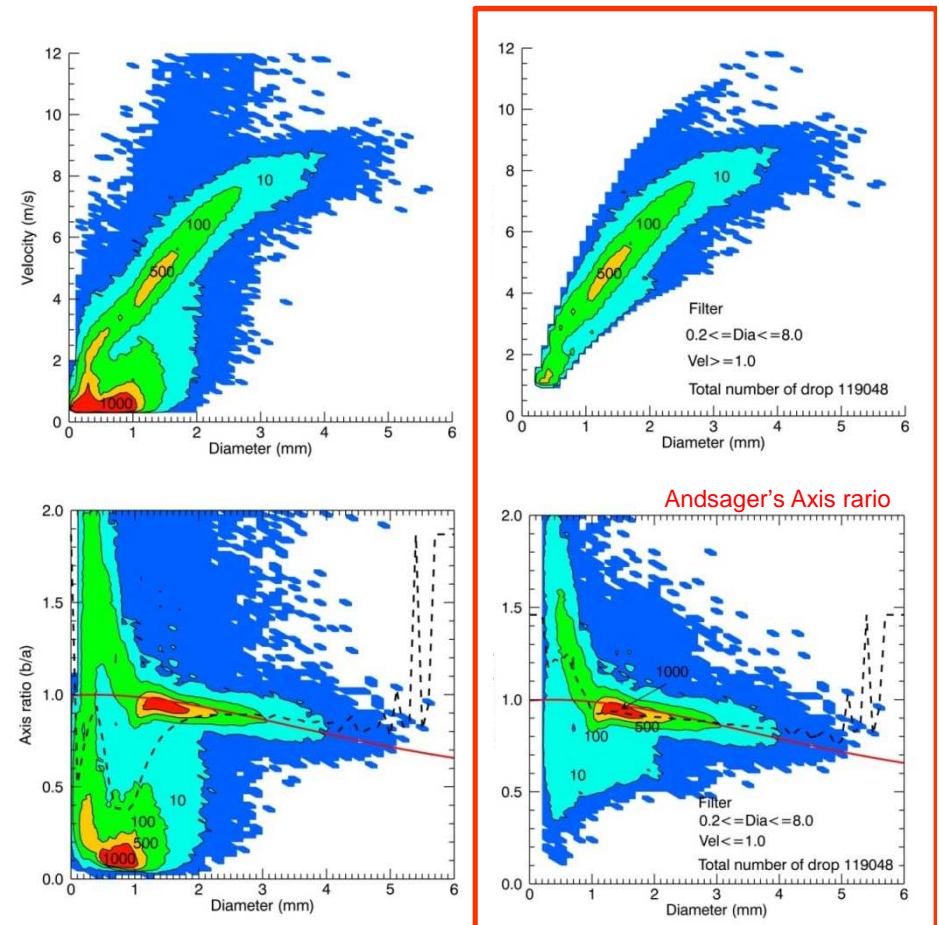 12
10
8
6
4
2
0
Velocity (m/s)
10
100
500
1000
0 1 2 3 4 5 6
Diameter (mm)
12
10
8
6
4
2
0
10
100
500
Filter
0.2<=Dia<=8.0
Vel>=1.0
Total number of drop 119048
0 1 2 3 4 5 6
Diameter (mm)
2.0
1.5
1.0
0.5
0.0
Axis ratio (b/a)
10
100
500
1000
0 1 2 3 4 5 6
Diameter (mm)
Andsager's Axis rario
2.0
1.5
1.0
0.5
0.0
1000
100
500
10
Filter
0.2<=Dia<=8.0
Vel<=1.0
Total number of drop 119048
0 1 2 3 4 5 6
Diameter (mm)